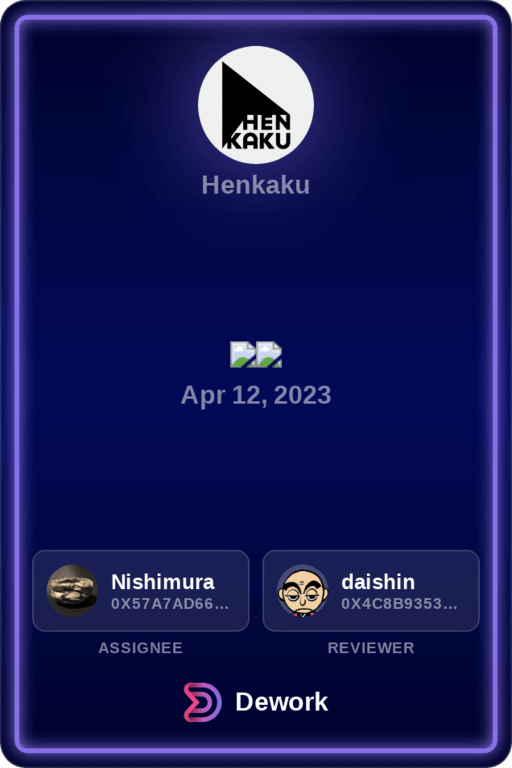 HEN
KAKU
Henkaku
Apr 12, 2023
Nishimura
0X57A7AD66...
daishin
0X4C8B9353...
ASSIGNEE
REVIEWER
Dework